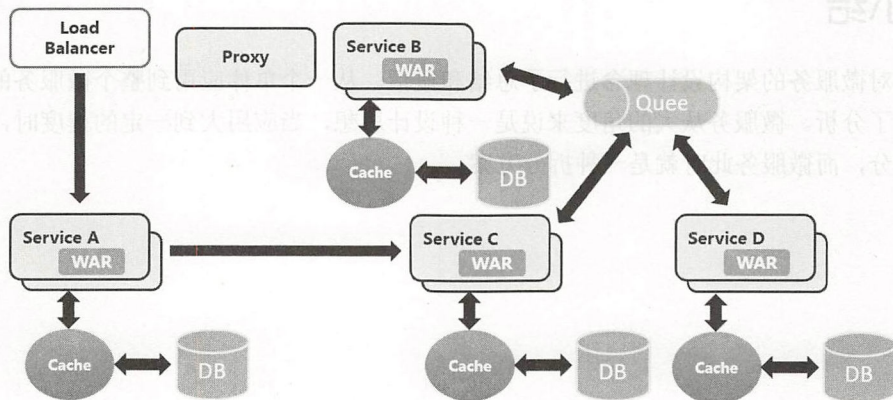 Load
Balancer
Proxy
Service B
WAR
Quee
Cache
DB
Service A
WAR
Service C
WAR
Service D
WAR
Cache
DB
Cache
DB
Cache
DB